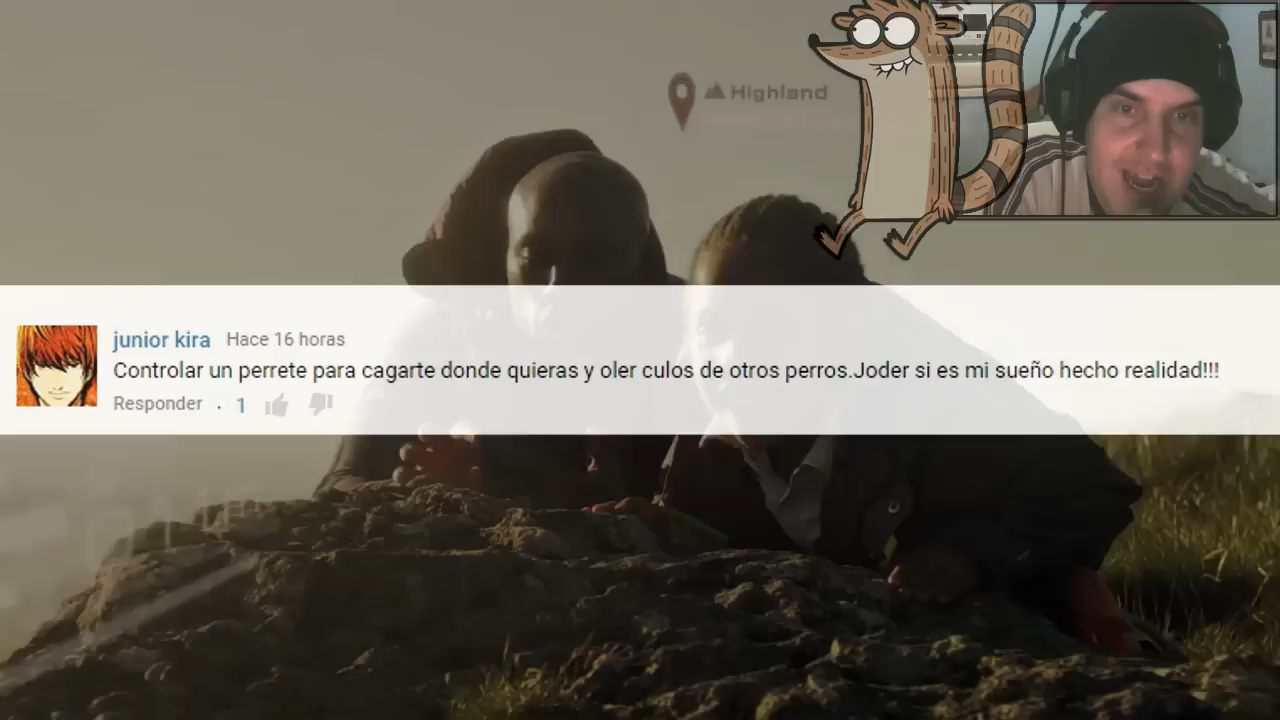 Highland
junior kira Hace 16 horas
Controlar un perrete para cagarte donde quieras y oler culos de otros perros.Joder si es mi sueño hecho realidad!!!
Responder · 1